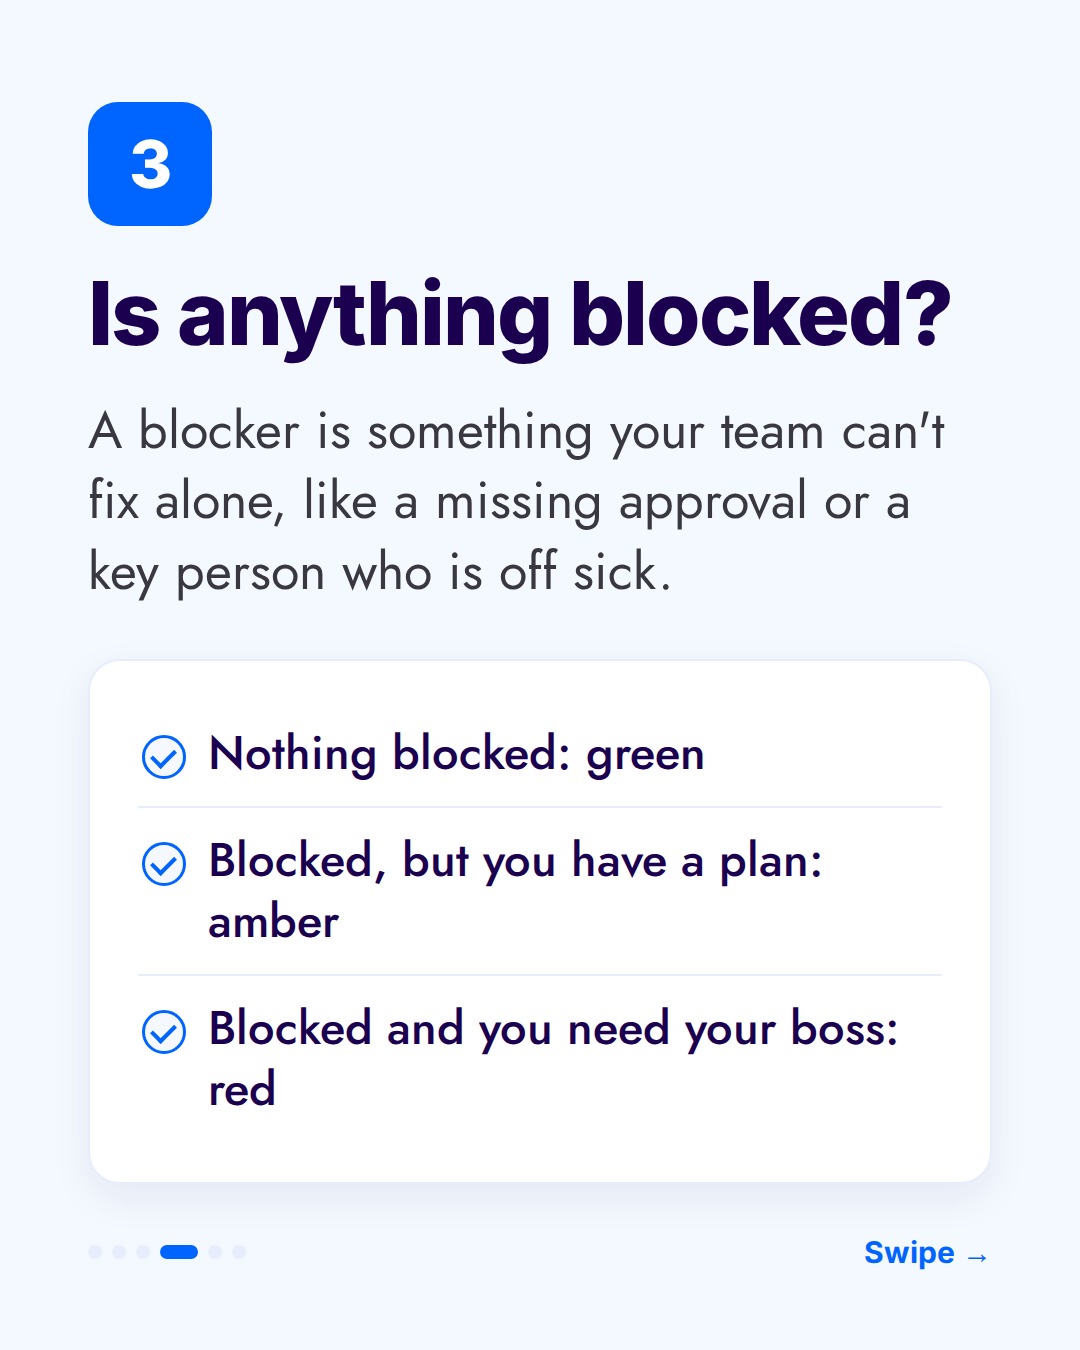 3
Is anything blocked?
A blocker is something your team can't
fix alone, like a missing approval or a
key person who is off sick.
Nothing blocked: green
Blocked, but you have a plan:
amber
Blocked and you need your boss:
red
Swipe →